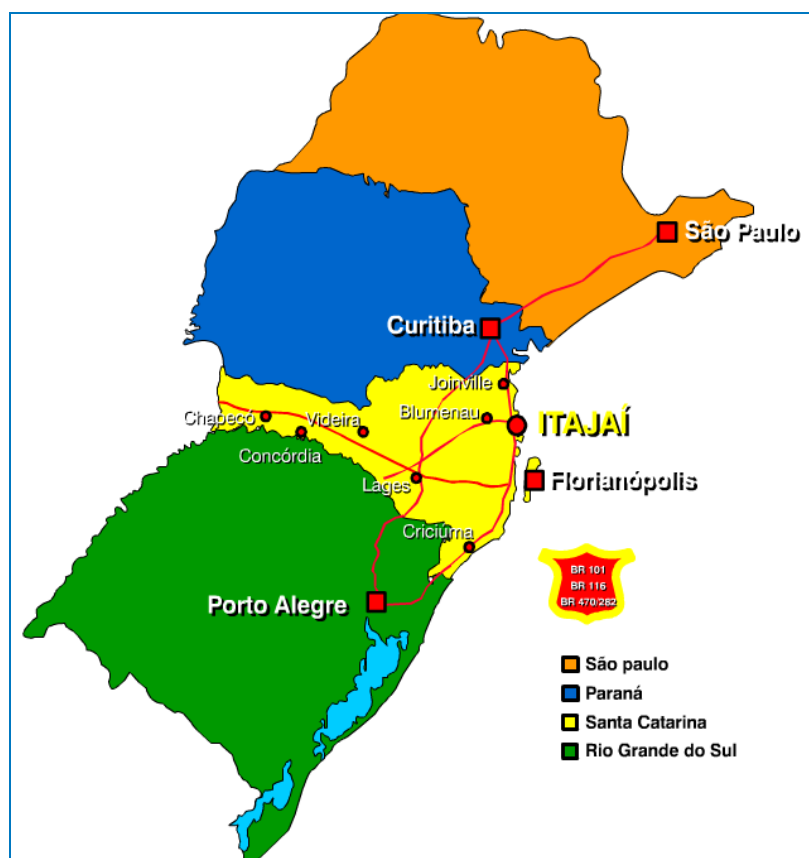 São Paulo
Curitiba
Joinville
Blumenau
ITAJAÍ
Chapecó
Videira
Concórdia
Lages
Florianópolis
Criciúma
Porto Alegre
BR 101
BR 116
BR 470/282
São paulo
Paraná
Santa Catarina
Rio Grande do Sul